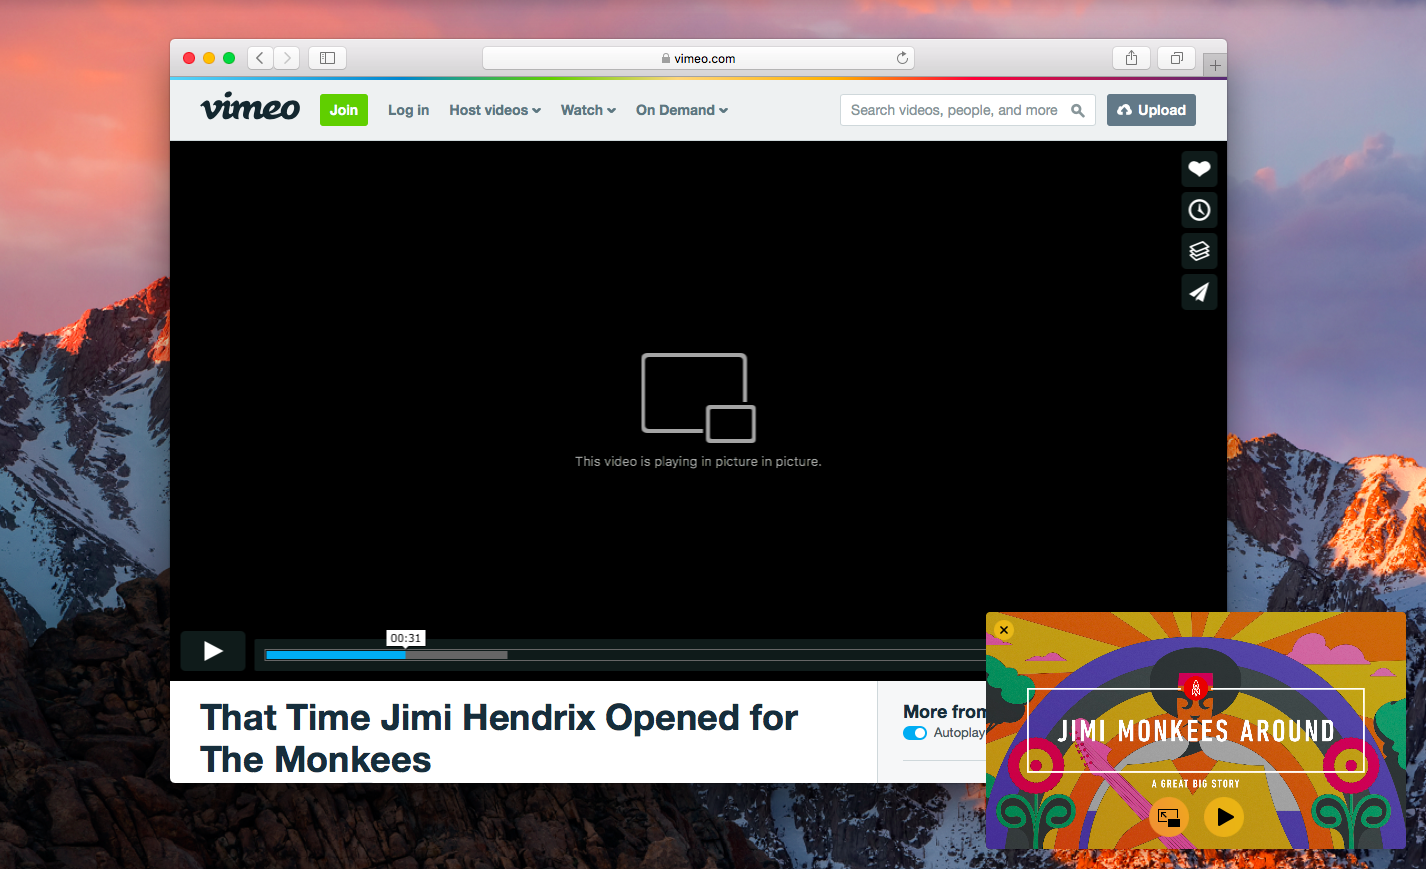 vimeo.com
vimeo
Join
Log in
Host videos
Watch
On Demand
Search videos, people, and more
Upload
This video is playing in picture in picture.
00:31
That Time Jimi Hendrix Opened for
The Monkees
More from
Autoplay
JIMI MONKEES AROUND
A GREAT BIG STORY